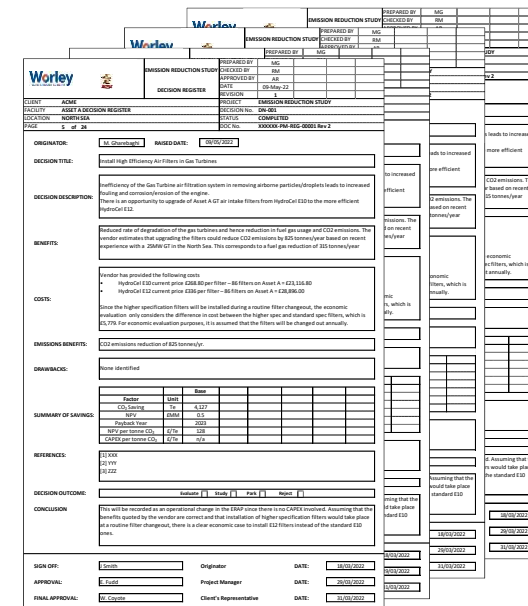 Worley
EMISSION REDUCTION STUDY
DECISION REGISTER
PREPARED BY MG
CHECKED BY RM
APPROVED BY AR
DATE 09-May-22
REVISION 1
CLIENT ACME PROJECT EMISSION REDUCTION STUDY
FACILITY ASSET A DECISION REGISTER DECISION No. DN-001
LOCATION NORTH SEA STATUS COMPLETED
PAGE 5 of 24 DOC No. XXXXXX-PM-REG-00001 Rev 2
ORIGINATOR: M. Gharebaghi RAISED DATE: 09/05/2022
DECISION TITLE: Install High Efficiency Air Filters in Gas Turbines
DECISION DESCRIPTION:
Inefficiency of the Gas Turbine air filtration system in removing airborne particles/droplets leads to increased
fouling and corrosion/erosion of the engine.
There is an opportunity to upgrade of Asset A GT air intake filters from HydroCel E10 to the more efficient
HydroCel E12.
BENEFITS:
Reduced rate of degradation of the gas turbines and hence reduction in fuel gas usage and CO2 emissions. The
vendor estimates that upgrading the filters could reduce CO2 emissions by 825 tonnes/year based on recent
experience with a 25MW GT in the North Sea. This corresponds to a fuel gas reduction of 315 tonnes/year
COSTS:
Vendor has provided the following costs
• HydroCel E10 current price £268.80 per filter – 86 filters on Asset A = £23,116.80
• HydroCel E12 current price £336 per filter – 86 filters on Asset A = £28,896.00
Since the higher specification filters will be installed during a routine filter changeout, the economic
evaluation only considers the difference in cost between the higher spec and standard spec filters, which is
£5,779. For economic evaluation purposes, it is assumed that the filters will be changed out annually.
EMISSIONS BENEFITS: CO2 emissions reduction of 825 tonnes/yr.
DRAWBACKS: None identified
SUMMARY OF SAVINGS:
Base
Factor Unit
CO2 Saving Te 4,127
NPV £MM 0.5
Payback Year 2023
NPV per tonne CO2 £/Te 128
CAPEX per tonne CO2 £/Te n/a
REFERENCES:
[1] XXX
[2] YYY
[3] ZZZ
DECISION OUTCOME: Evaluate Study Park Reject
CONCLUSION
This will be recorded as an operational change in the ERAP since there is no CAPEX involved. Assuming that the
benefits quoted by the vendor are correct and that installation of higher specification filters would take place
at a routine filter changeout, there is a clear economic case to install E12 filters instead of the standard E10
ones.
SIGN OFF: J Smith Originator DATE: 18/03/2022
APPROVAL: E. Fudd Project Manager DATE: 29/03/2022
FINAL APPROVAL: W. Coyote Client's Representative DATE: 31/03/2022